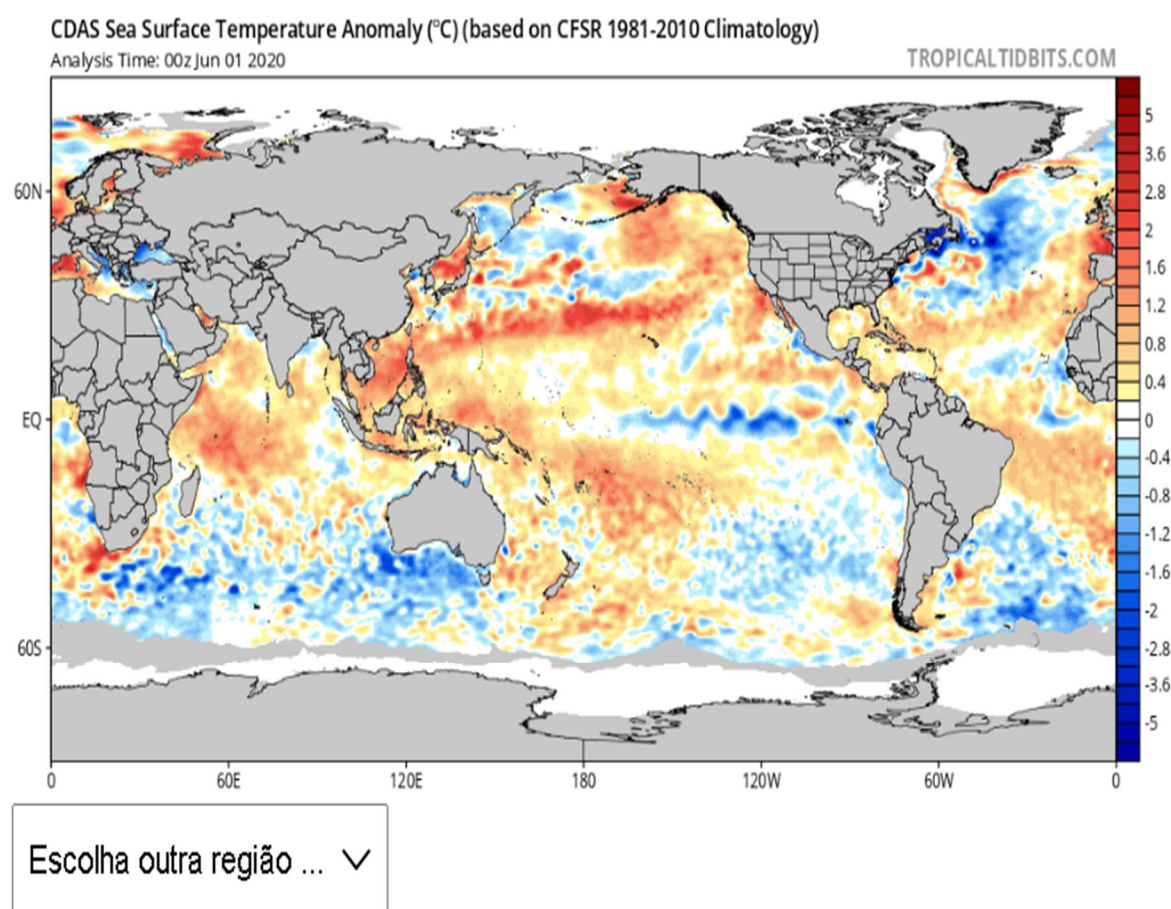 CDAS Sea Surface Temperature Anomaly (°C) (based on CFSR 1981-2010 Climatology)
Analysis Time: 00z Jun 01 2020
TROPICALTIDBITS.COM
5
3.6
2.8
2
1.6
1.2
0.8
0.4
0
-0.4
-0.8
-1.2
-1.6
-2
-2.8
-3.6
-5
60N
EQ
60S
0 60E 120E 180 120W 60W 0
Escolha outra região ...